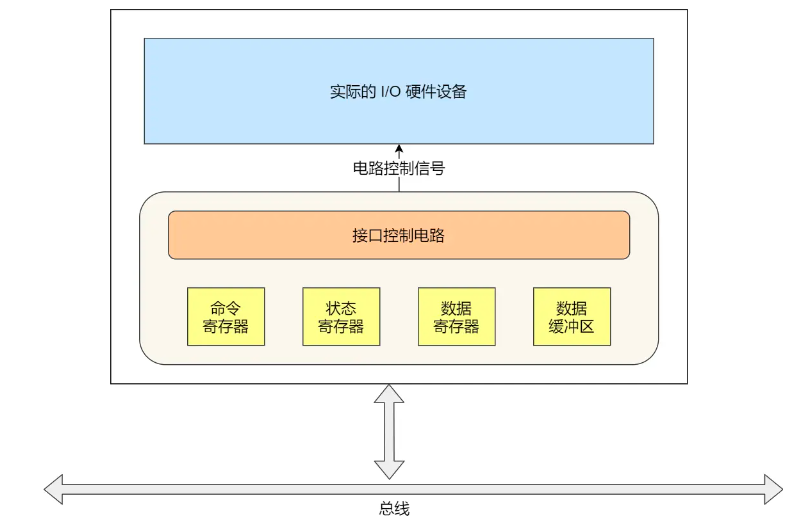 实际的 I/O 硬件设备
电路控制信号
接口控制电路
命令
寄存器
状态
寄存器
数据
寄存器
数据
缓冲区
总线